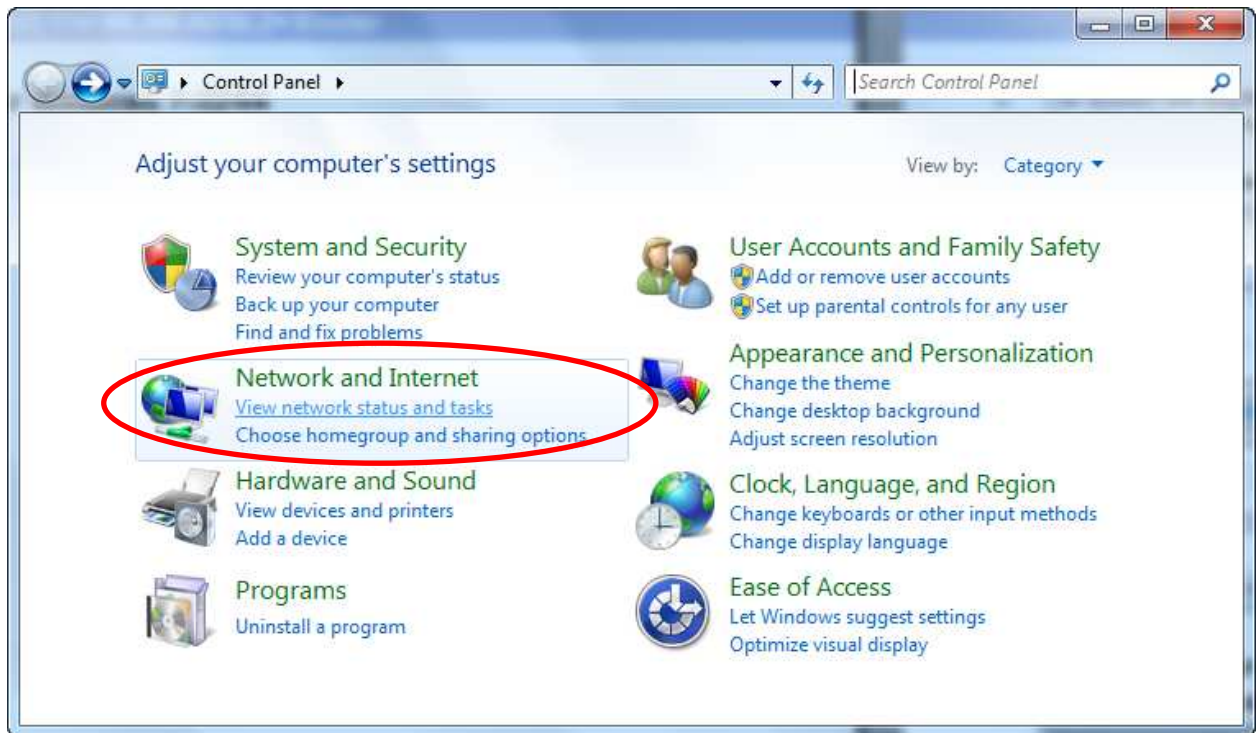 Control Panel
Search Control Panel
Adjust your computer's settings
View by: Category
System and Security
Review your computer's status
Back up your computer
Find and fix problems
Network and Internet
View network status and tasks
Choose homegroup and sharing options
Hardware and Sound
View devices and printers
Add a device
Programs
Uninstall a program
User Accounts and Family Safety
Add or remove user accounts
Set up parental controls for any user
Appearance and Personalization
Change the theme
Change desktop background
Adjust screen resolution
Clock, Language, and Region
Change keyboards or other input methods
Change display language
Ease of Access
Let Windows suggest settings
Optimize visual display